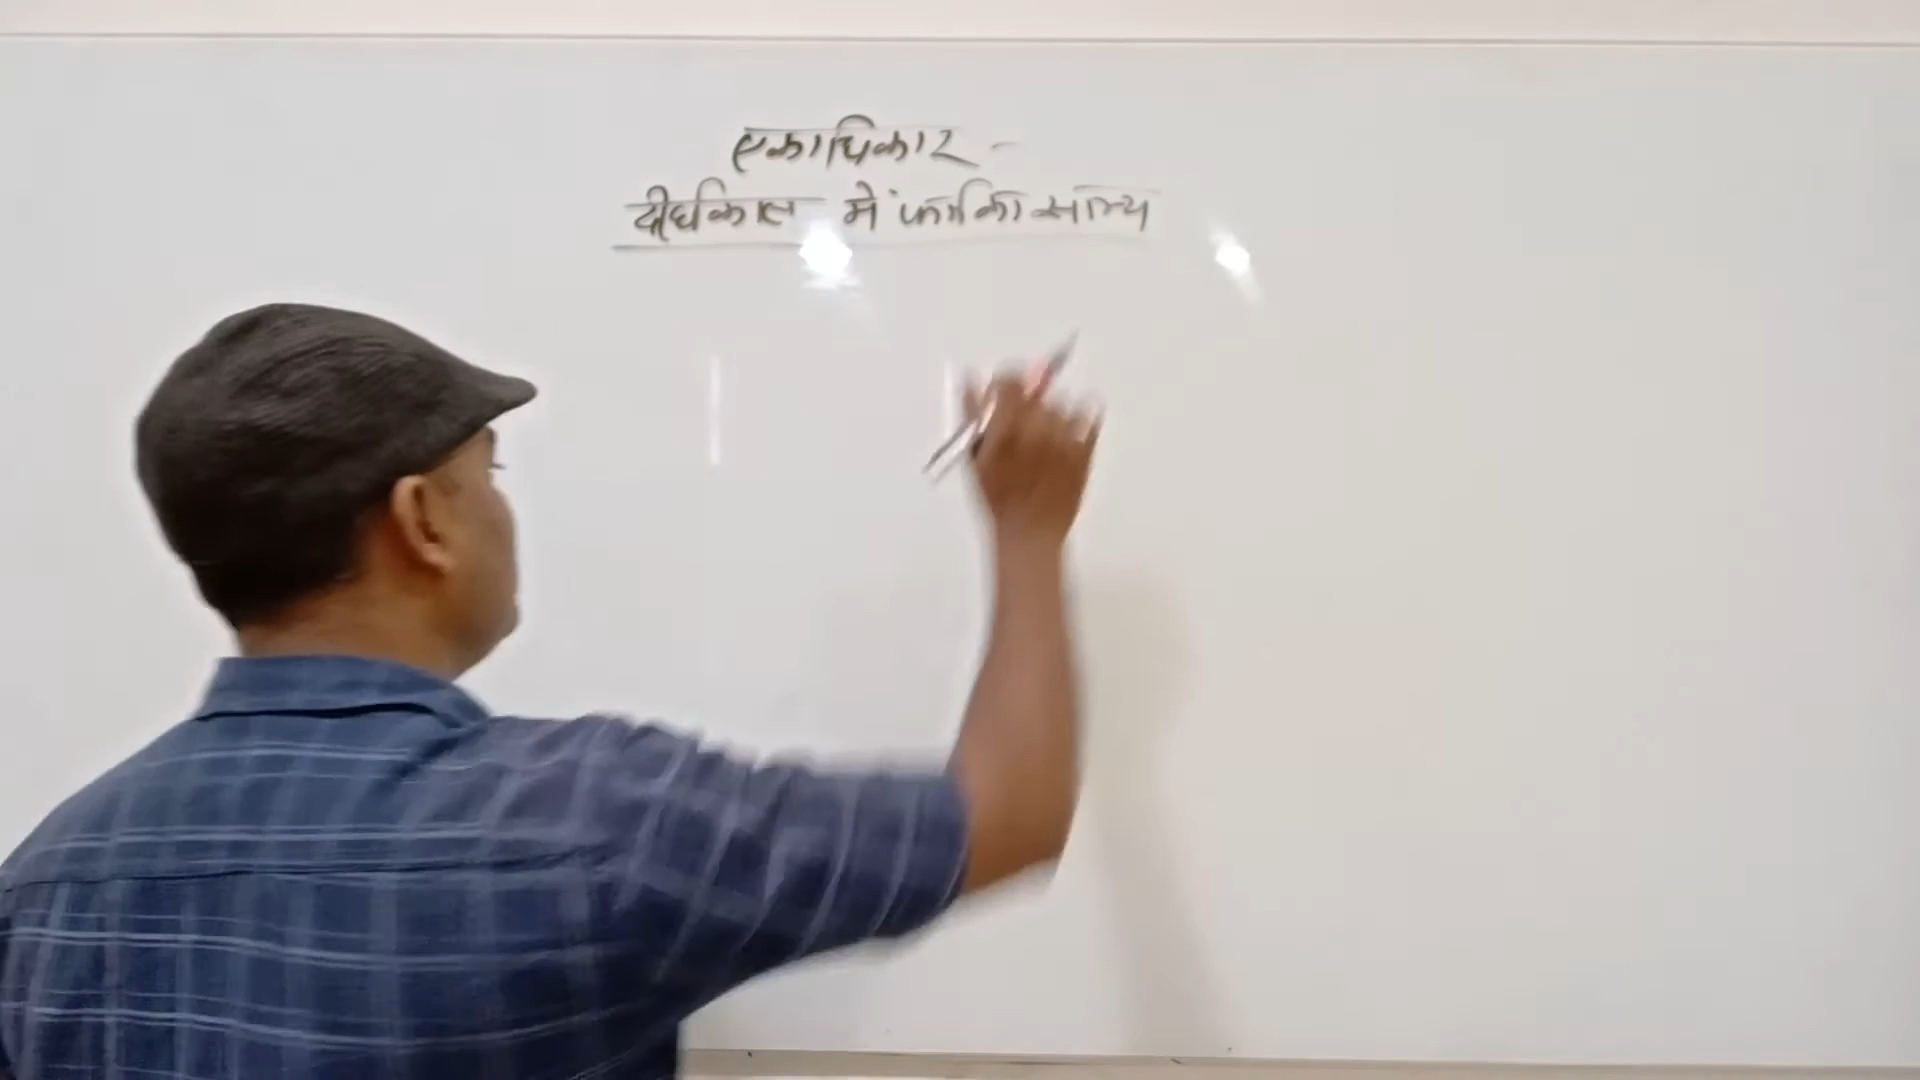 एकाधिकार -
दीर्घकाल में फर्म का साम्य